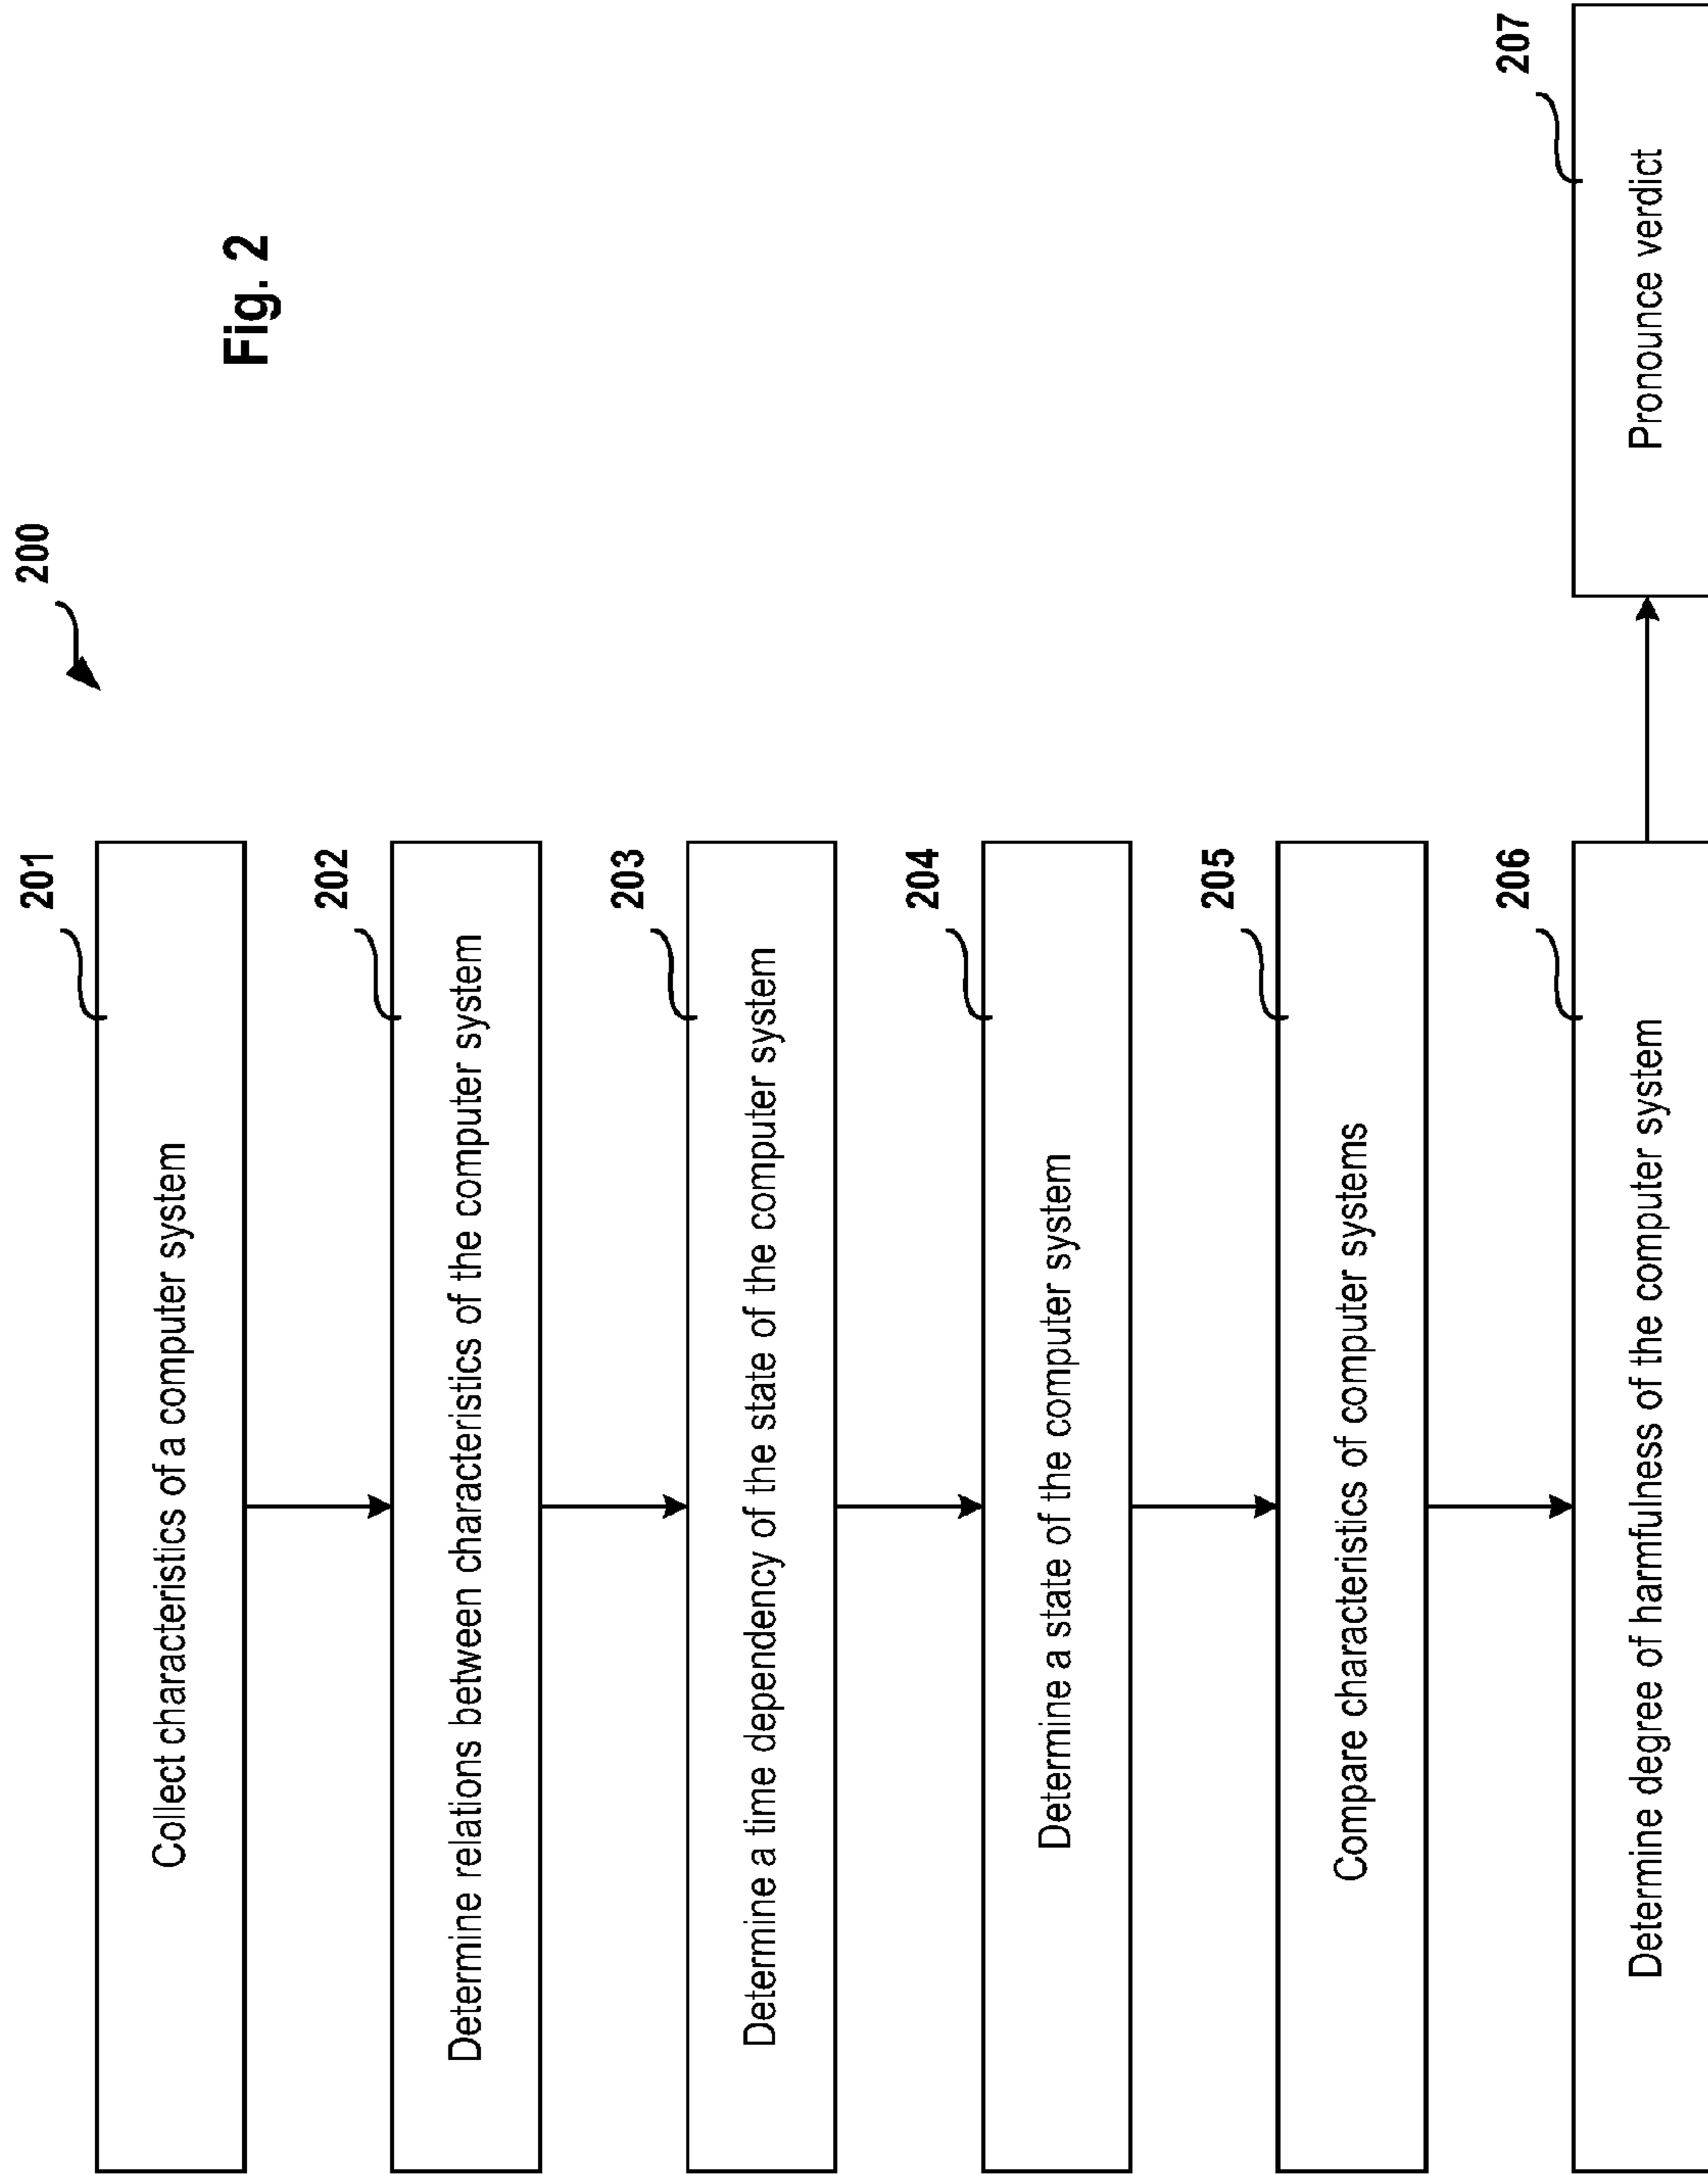 Fig. 2
200
201
Collect characteristics of a computer system
202
Determine relations between characteristics of the computer system
203
Determine a time dependency of the state of the computer system
204
Determine a state of the computer system
205
Compare characteristics of computer systems
206
Determine degree of harmfulness of the computer system
207
Pronounce verdict